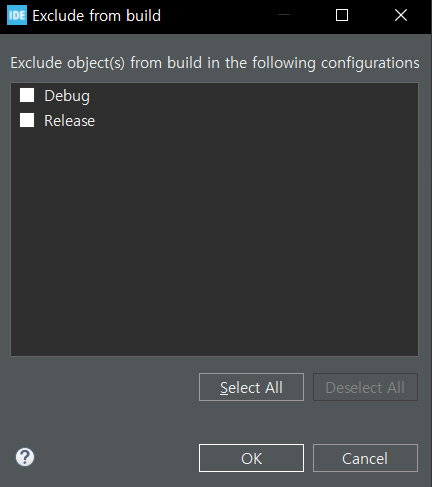 IDE Exclude from build
Exclude object(s) from build in the following configurations
Debug
Release
Select All Deselect All
? OK Cancel